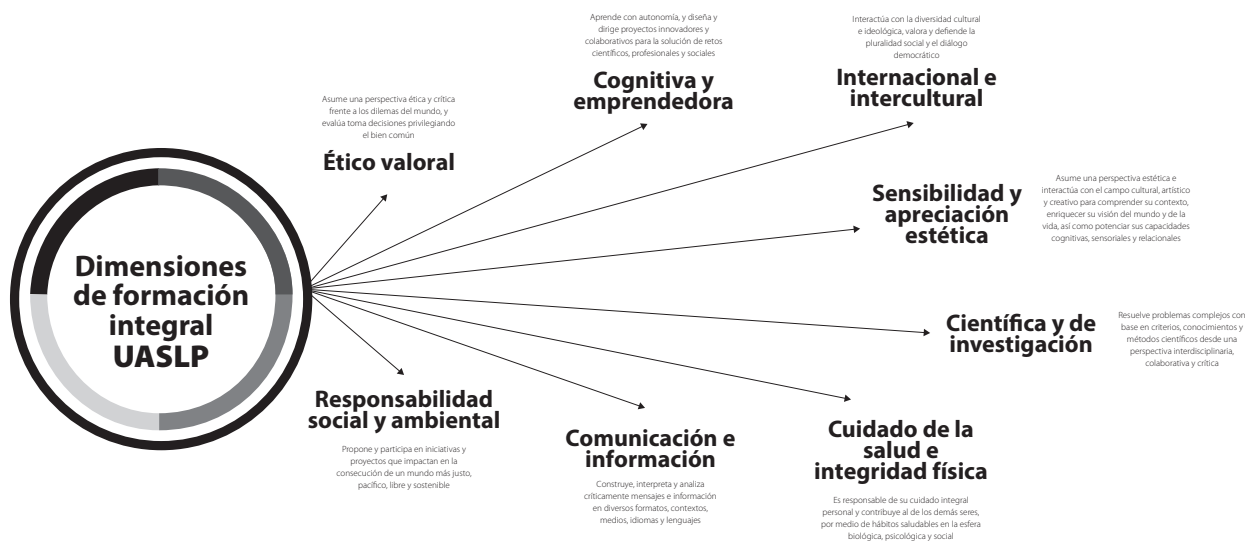 Dimensiones
de formación
integral
UASLP
Asume una perspectiva ética y crítica
frente a los dilemas del mundo, y
evalúa toma decisiones privilegiando
el bien común
Ético valoral
Aprende con autonomía, y diseña y
dirige proyectos innovadores y
colaborativos para la solución de retos
científicos, profesionales y sociales
Cognitiva y
emprendedora
Interactúa con la diversidad cultural
e ideológica, valora y defiende la
pluralidad social y el diálogo
democrático
Internacional e
intercultural
Sensibilidad y
apreciación
estética
Asume una perspectiva estética e
interactúa con el campo cultural, artístico
y creativo para comprender su contexto,
enriquecer su visión del mundo y de la
vida, así como potenciar sus capacidades
cognitivas, sensoriales y relacionales
Científica y de
investigación
Resuelve problemas complejos con
base en criterios, conocimientos y
métodos científicos desde una
perspectiva interdisciplinaria,
colaborativa y crítica
Cuidado de la
salud e
integridad física
Es responsable de su cuidado integral
personal y contribuye al de los demás seres,
por medio de hábitos saludables en la esfera
biológica, psicológica y social
Comunicación e
información
Construye, interpreta y analiza
críticamente mensajes e información
en diversos formatos, contextos,
medios, idiomas y lenguajes
Responsabilidad
social y ambiental
Propone y participa en iniciativas y
proyectos que impactan en la
consecución de un mundo más justo,
pacífico, libre y sostenible